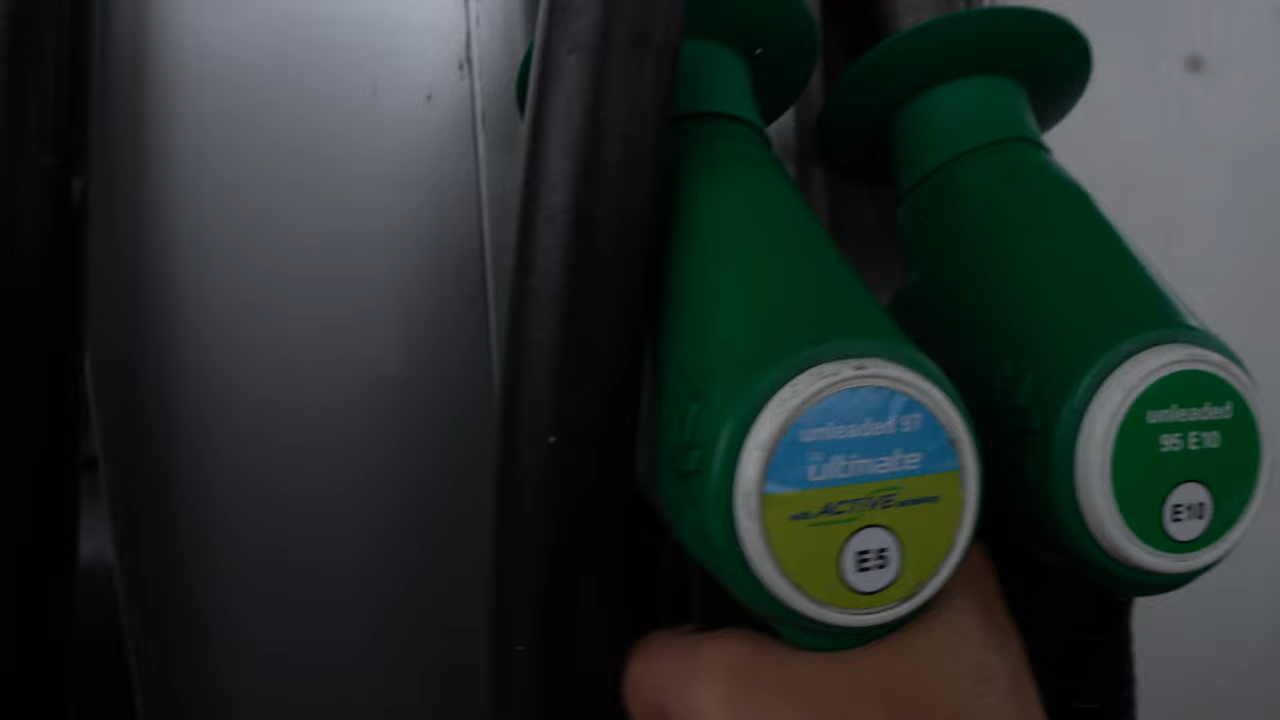 unleaded 97
ultimate
ACTIVE
E5
unleaded
95 E10
E10